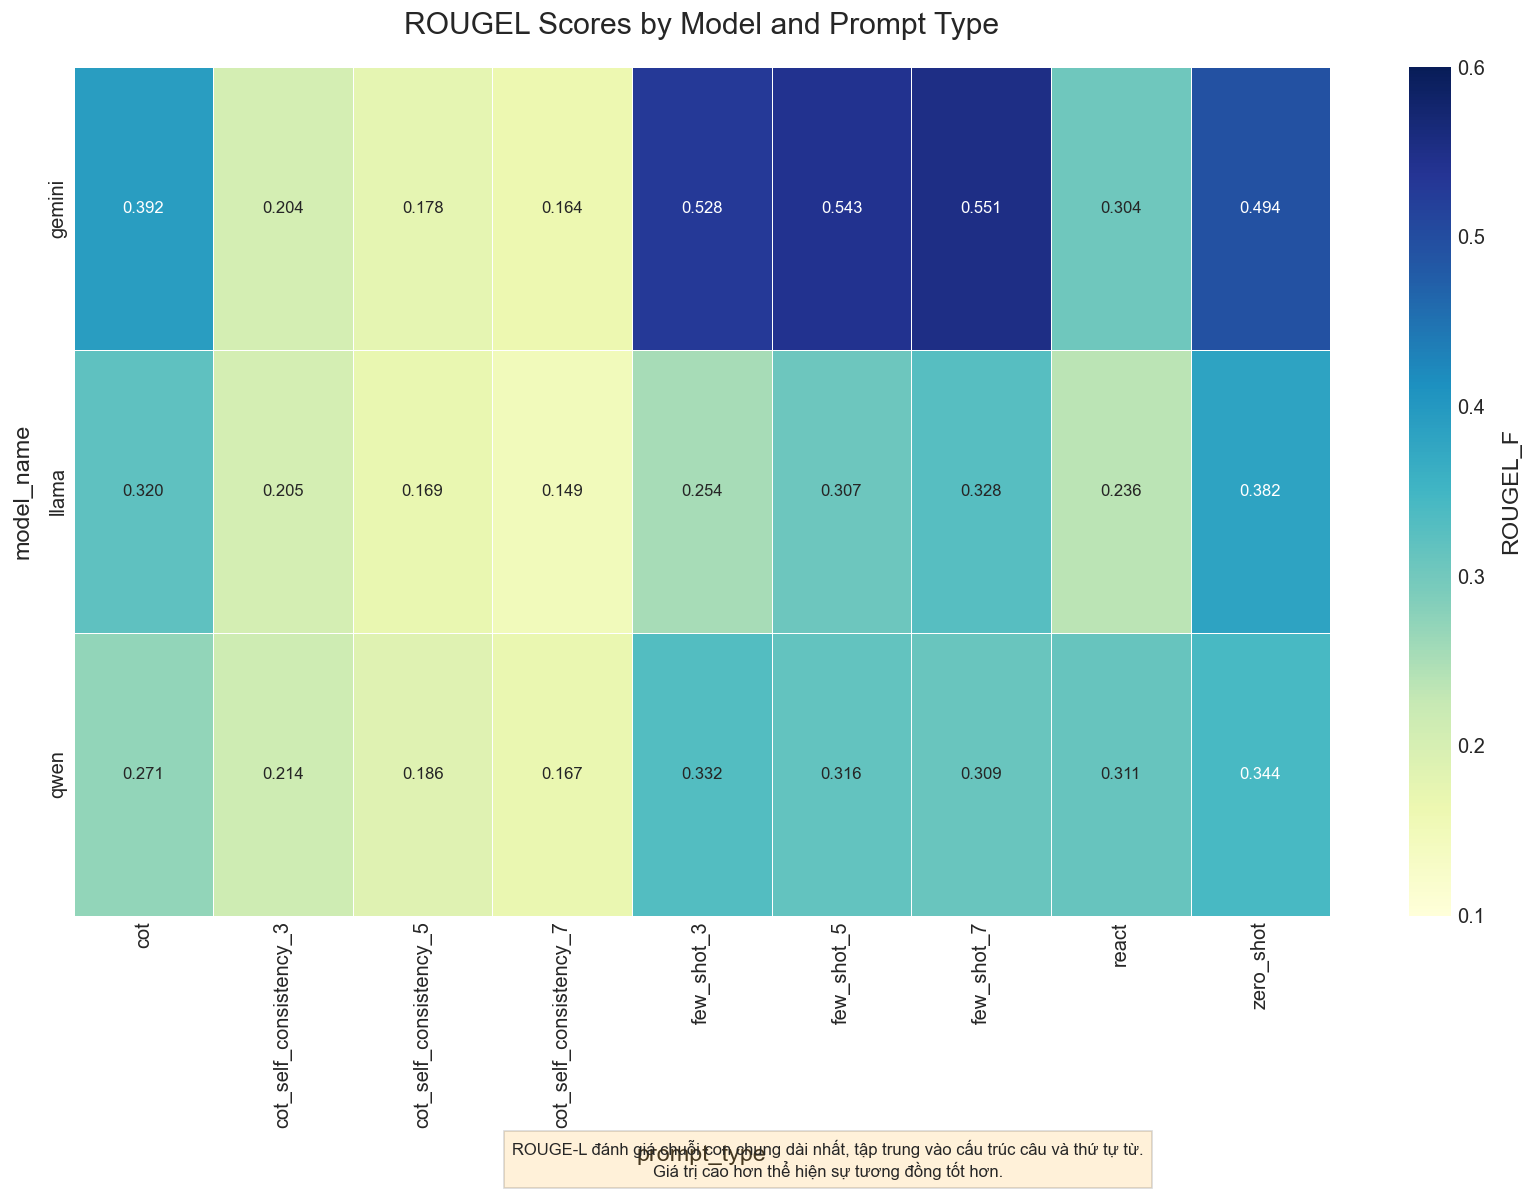 ROUGEL Scores by Model and Prompt Type
model_name
gemini
0.392 0.204 0.178 0.164 0.528 0.543 0.551 0.304 0.494
llama
0.320 0.205 0.169 0.149 0.254 0.307 0.328 0.236 0.382
qwen
0.271 0.214 0.186 0.167 0.332 0.316 0.309 0.311 0.344
cot
cot_self_consistency_3
cot_self_consistency_5
cot_self_consistency_7
few_shot_3
few_shot_5
few_shot_7
react
zero_shot
prompt_type
0.6
0.5
0.4
0.3
0.2
0.1
ROUGEL_F
ROUGE-L đánh giá chuỗi con chung dài nhất, tập trung vào cấu trúc câu và thứ tự từ.
Giá trị cao hơn thể hiện sự tương đồng tốt hơn.